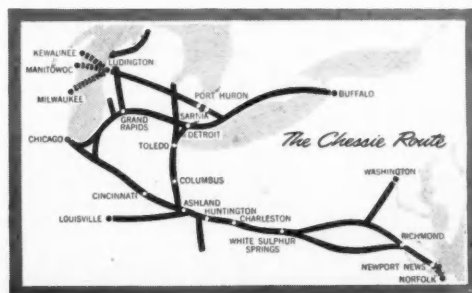 KEWAUNEE
MANITOWOC
LUDINGTON
MILWAUKEE
PORT HURON
BUFFALO
GRAND
RAPIDS
SARNIA
DETROIT
The Chessie Route
CHICAGO
TOLEDO
WASHINGTON
COLUMBUS
CINCINNATI
ASHLAND
LOUISVILLE
HUNTINGTON
CHARLESTON
WHITE SULPHUR
SPRINGS
RICHMOND
NEWPORT NEWS
NORFOLK